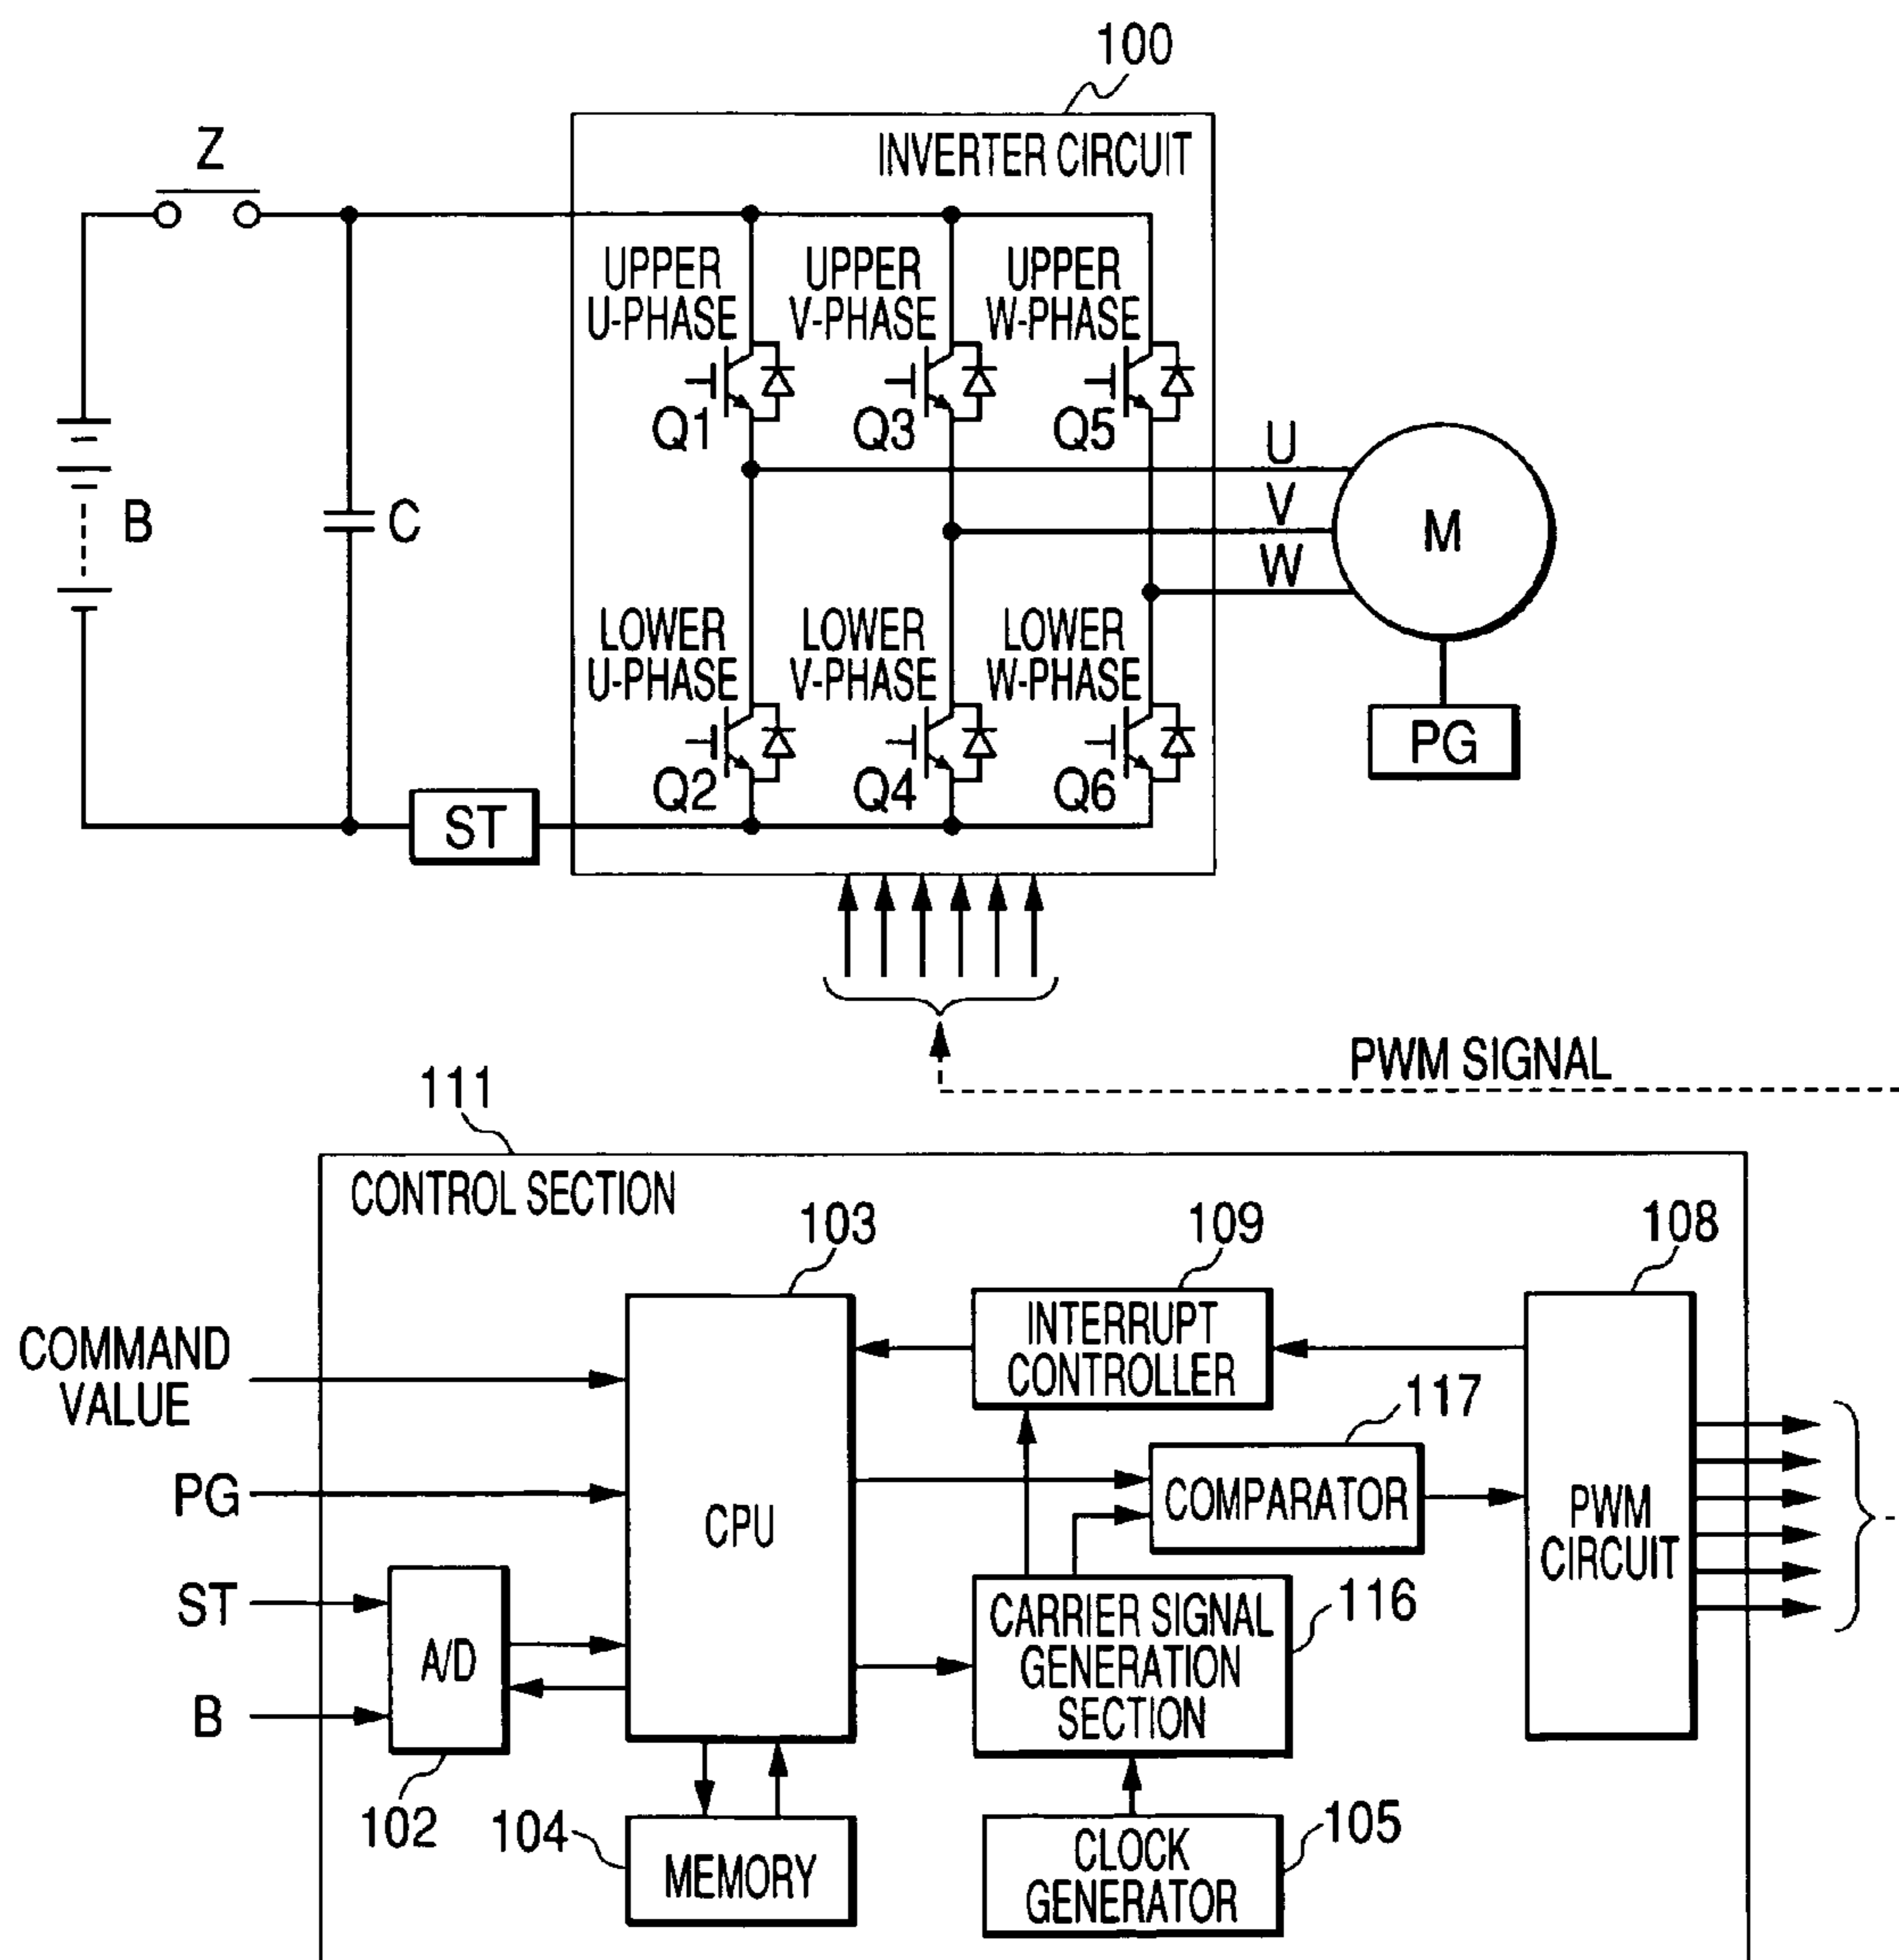 100
INVERTER CIRCUIT
Z
UPPER
U-PHASE
UPPER
V-PHASE
UPPER
W-PHASE
Q1
Q3
Q5
U
V
W
M
B
C
LOWER
U-PHASE
LOWER
V-PHASE
LOWER
W-PHASE
PG
Q2
Q4
Q6
ST
PWM SIGNAL
111
CONTROL SECTION
103
109
108
COMMAND
VALUE
INTERRUPT
CONTROLLER
117
PG
CPU
COMPARATOR
PWM
CIRCUIT
ST
A/D
CARRIER SIGNAL
GENERATION
SECTION
116
B
102
104
MEMORY
CLOCK
GENERATOR
105